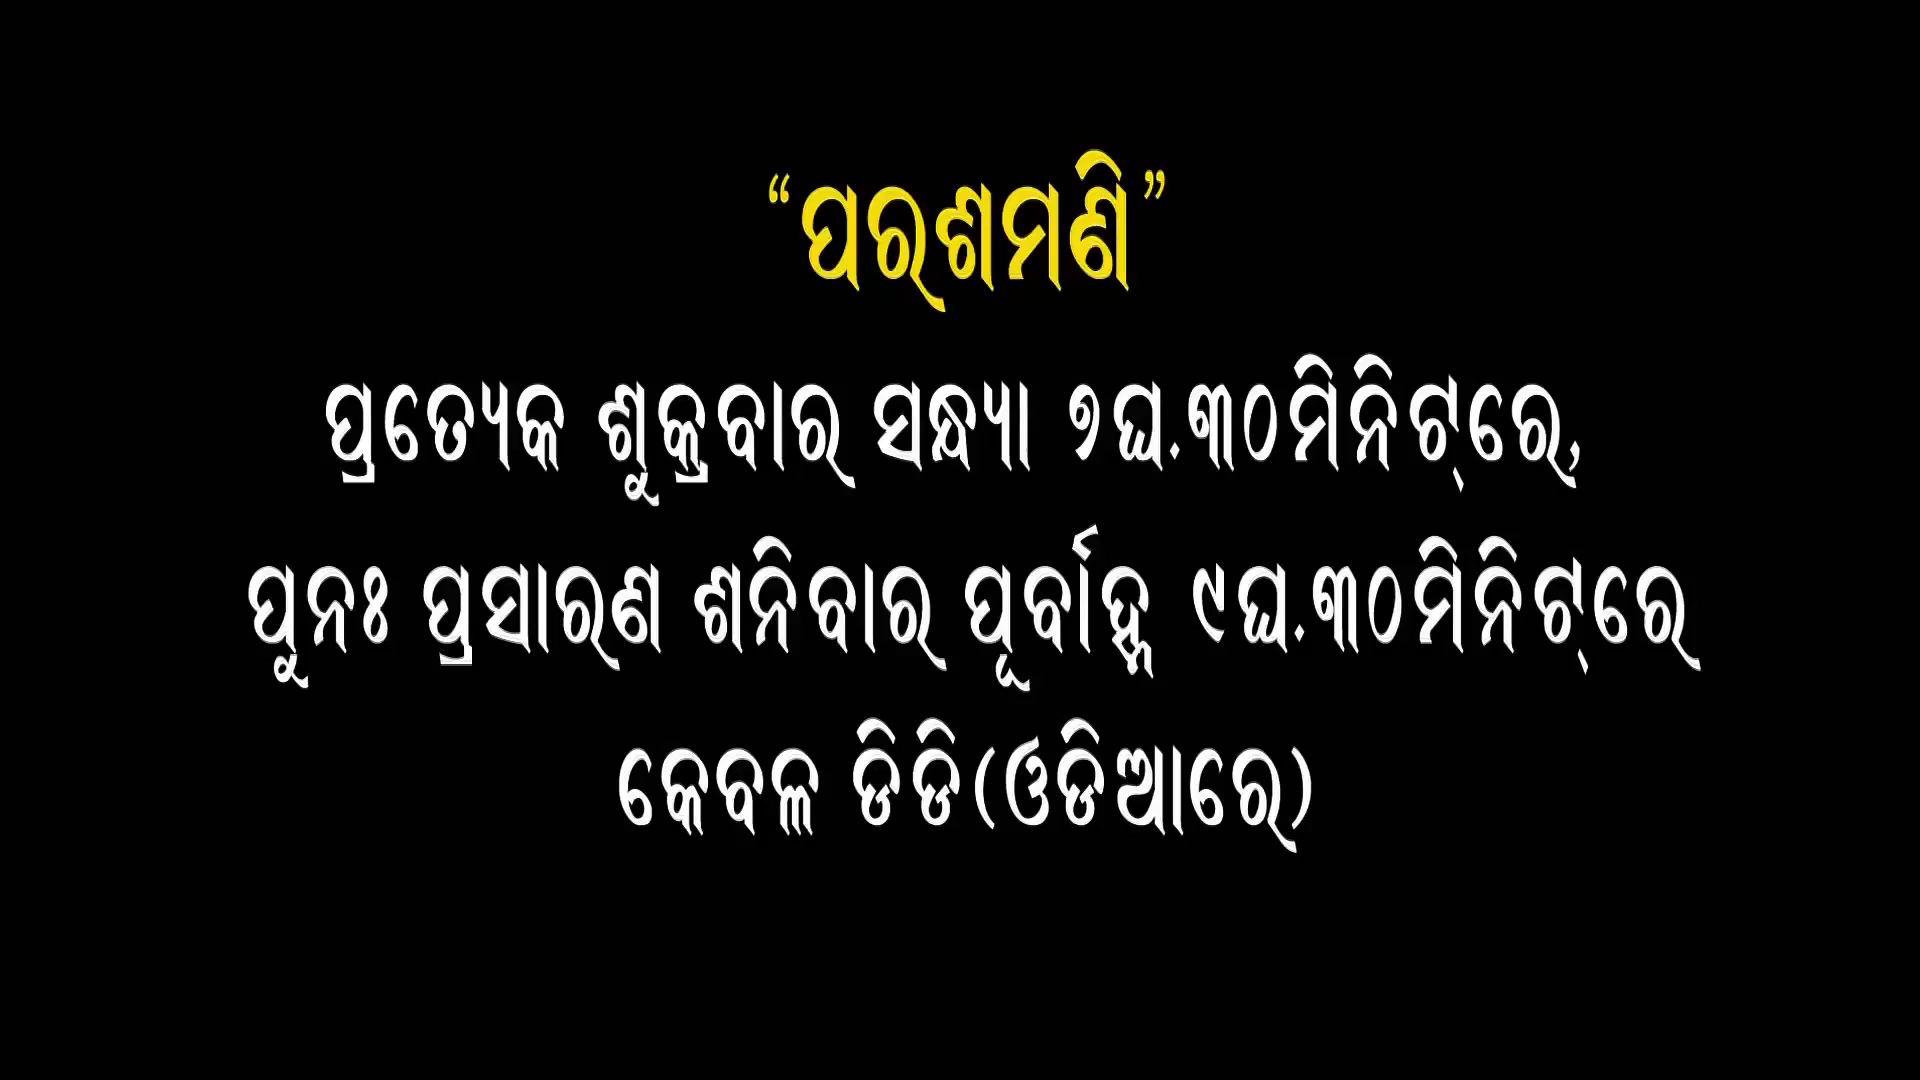 “ପରଶମଣି”
ପ୍ରତ୍ୟେକ ଶୁକ୍ରବାର ସନ୍ଧ୍ୟା ୭ଘ.୩୦ମିନିଟ୍‌ରେ,
ପୁନଃ ପ୍ରସାରଣ ଶନିବାର ପୂର୍ବାହ୍ନ ୯ଘ.୩୦ମିନିଟ୍‌ରେ
କେବଳ ଡିଡି(ଓଡିଆରେ)